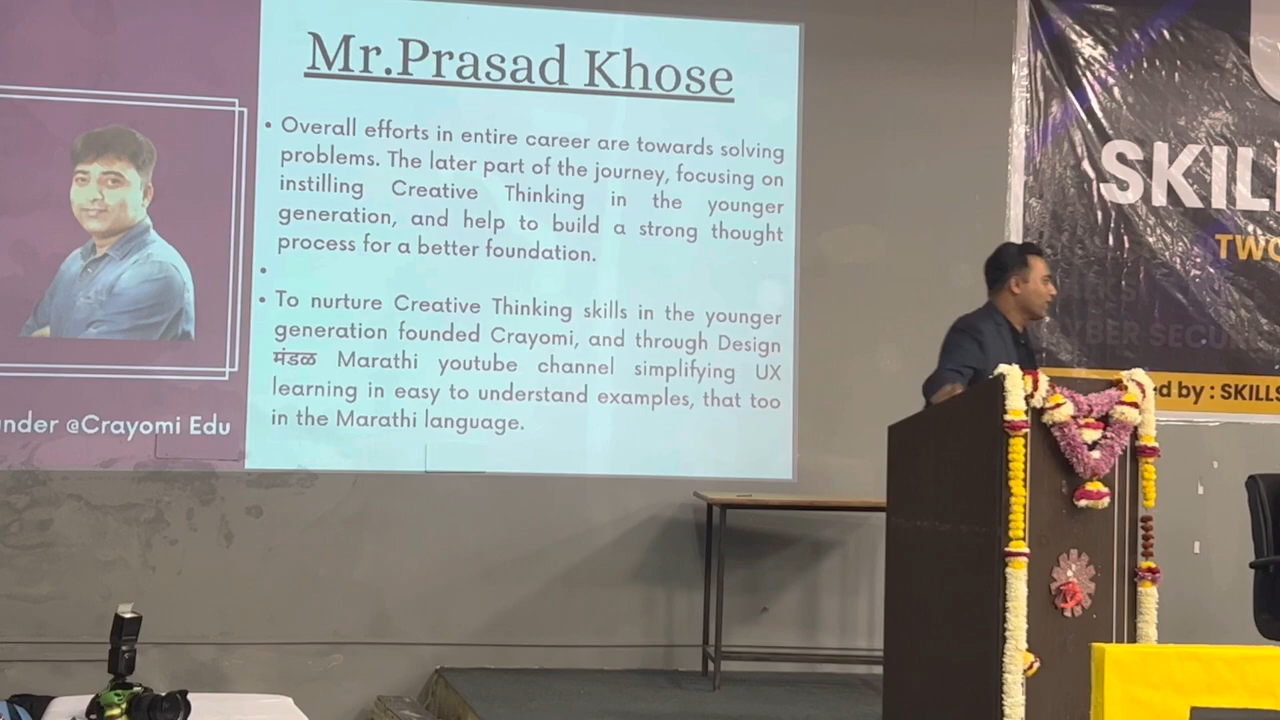 Mr.Prasad Khose
• Overall efforts in entire career are towards solving
problems. The later part of the journey, focusing on
instilling Creative Thinking in the younger
generation, and help to build a strong thought
process for a better foundation.
•
• To nurture Creative Thinking skills in the younger
generation founded Crayomi, and through Design
मंडळ Marathi youtube channel simplifying UX
learning in easy to understand examples, that too
in the Marathi language.
nder @Crayomi Edu
SKIL
TWO
YBER SECUR
d by : SKILLS